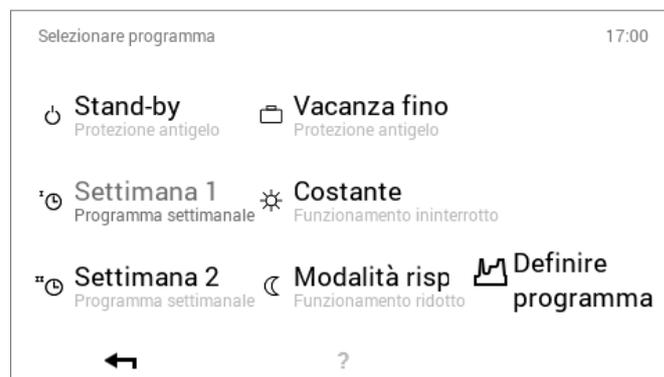 Selezionare programma 17:00
Stand-by
Protezione antigelo
Vacanza fino
Protezione antigelo
Settimana 1
Programma settimanale
Costante
Funzionamento ininterrotto
Settimana 2
Programma settimanale
Modalità risp
Funzionamento ridotto
Definire
programma
?